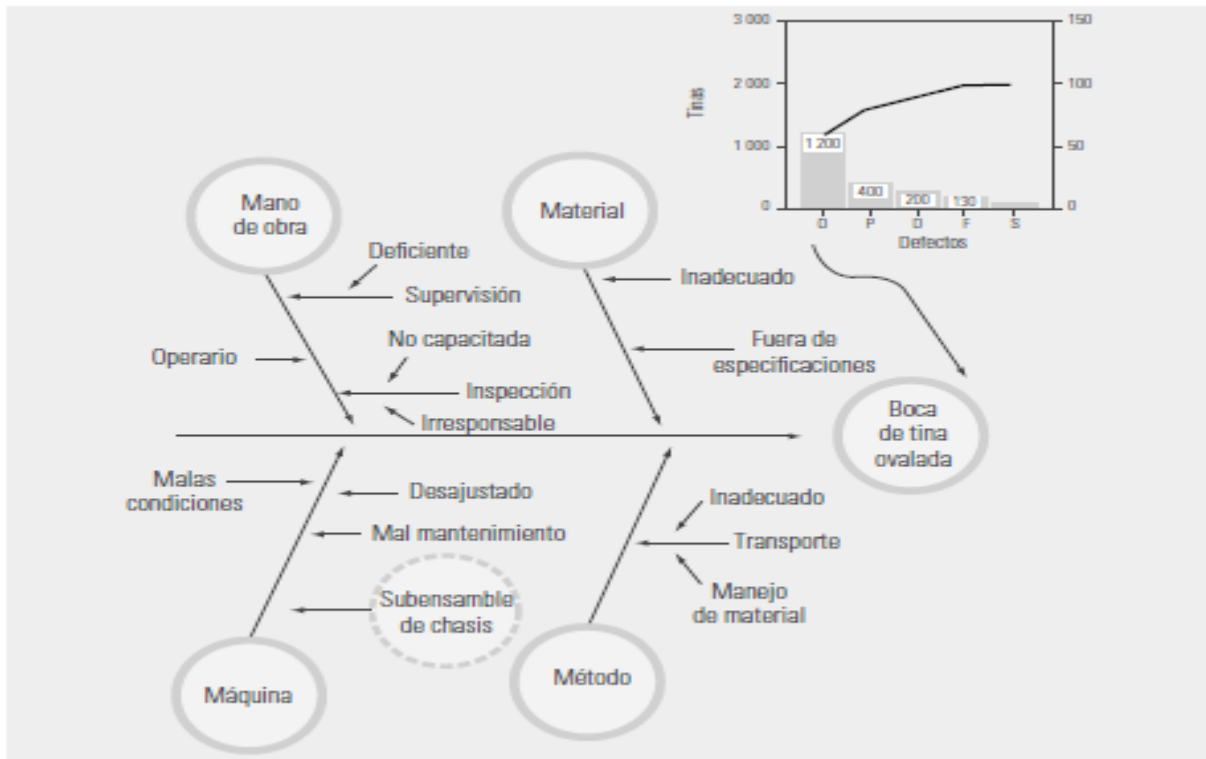 3 000
150
2 000
100
Tinas
1 000
50
1 200
400
200
130
0
0
O
P
D
F
S
Defectos
Mano
de obra
Material
Deficiente
Supervisión
Inadecuado
No capacitada
Operario
Fuera de
especificaciones
Inspección
Irresponsable
Boca
de tina
ovalada
Malas
condiciones
Desajustado
Inadecuado
Mal mantenimiento
Transporte
Subensamble
de chasis
Manejo
de material
Máquina
Método